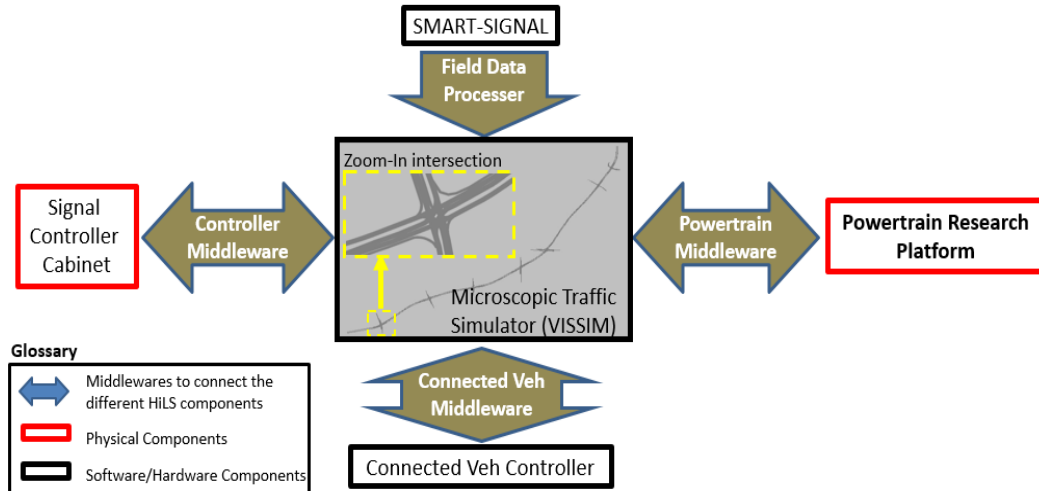 SMART-SIGNAL
Field Data
Processer
Zoom-In intersection
Signal
Controller
Cabinet
Controller
Middleware
Powertrain
Middleware
Powertrain Research
Platform
Microscopic Traffic
Simulator (VISSIM)
Glossary
Middlewares to connect the
different HiLS components
Physical Components
Software/Hardware Components
Connected Veh
Middleware
Connected Veh Controller